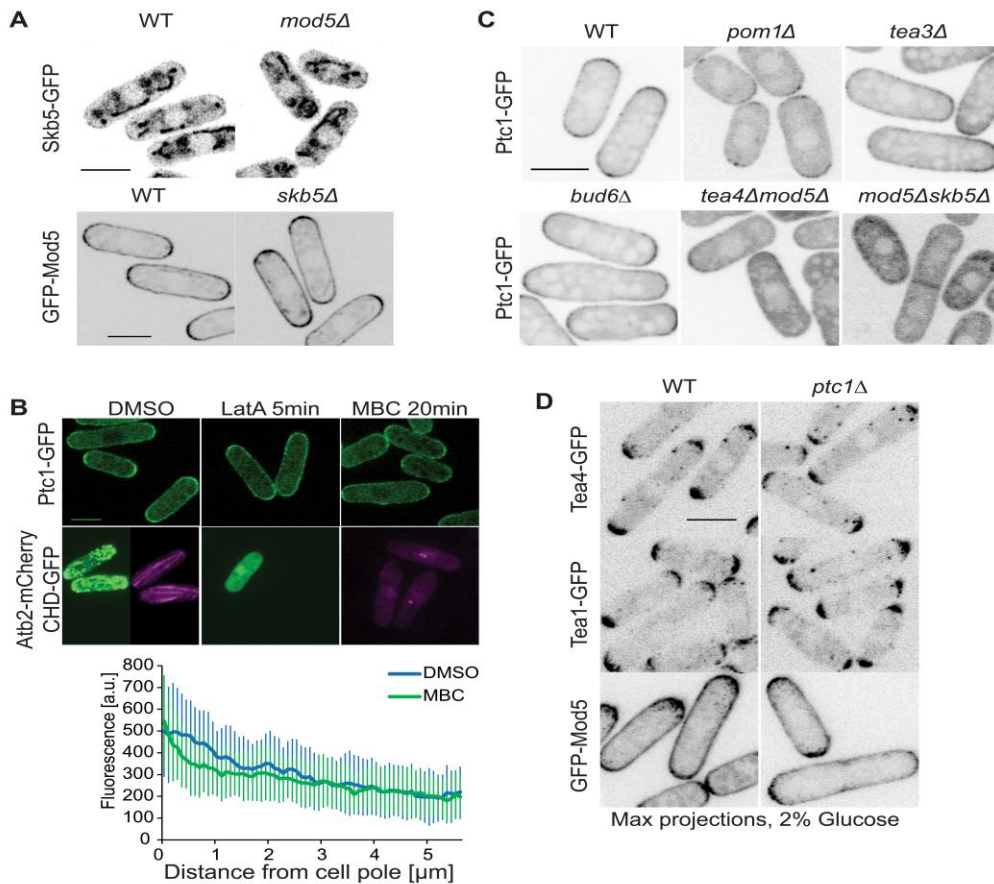 A
WT mod5Δ
Skb5-GFP
WT skb5Δ
GFP-Mod5
B
DMSO LatA 5min MBC 20min
Ptc1-GFP
Atb2-mCherry
CHD-GFP
DMSO
MBC
Fluorescence [a.u.]
800
700
600
500
400
300
200
100
0
0 1 2 3 4 5
Distance from cell pole [µm]
C
WT pom1Δ tea3Δ
Ptc1-GFP
bud6Δ tea4Δmod5Δ mod5Δskb5Δ
Ptc1-GFP
D
WT ptc1Δ
Tea4-GFP
Tea1-GFP
GFP-Mod5
Max projections, 2% Glucose